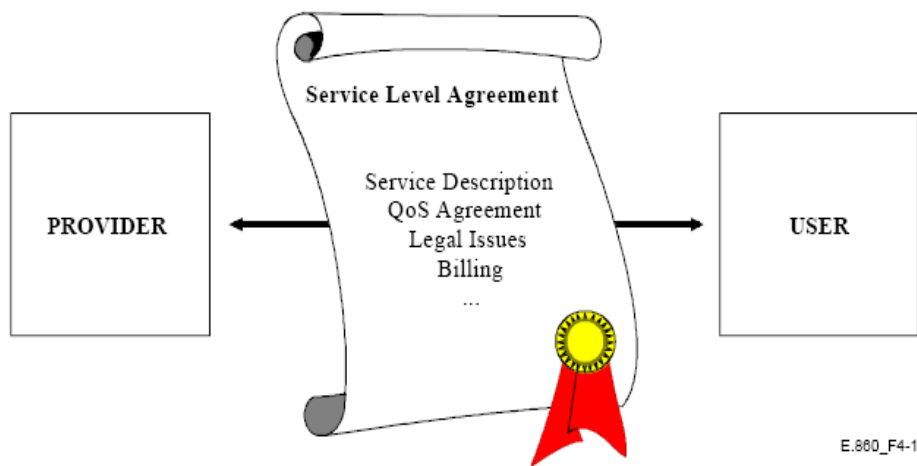 Service Level Agreement
PROVIDER
Service Description
QoS Agreement
Legal Issues
Billing
...
USER
E.860_F4-1